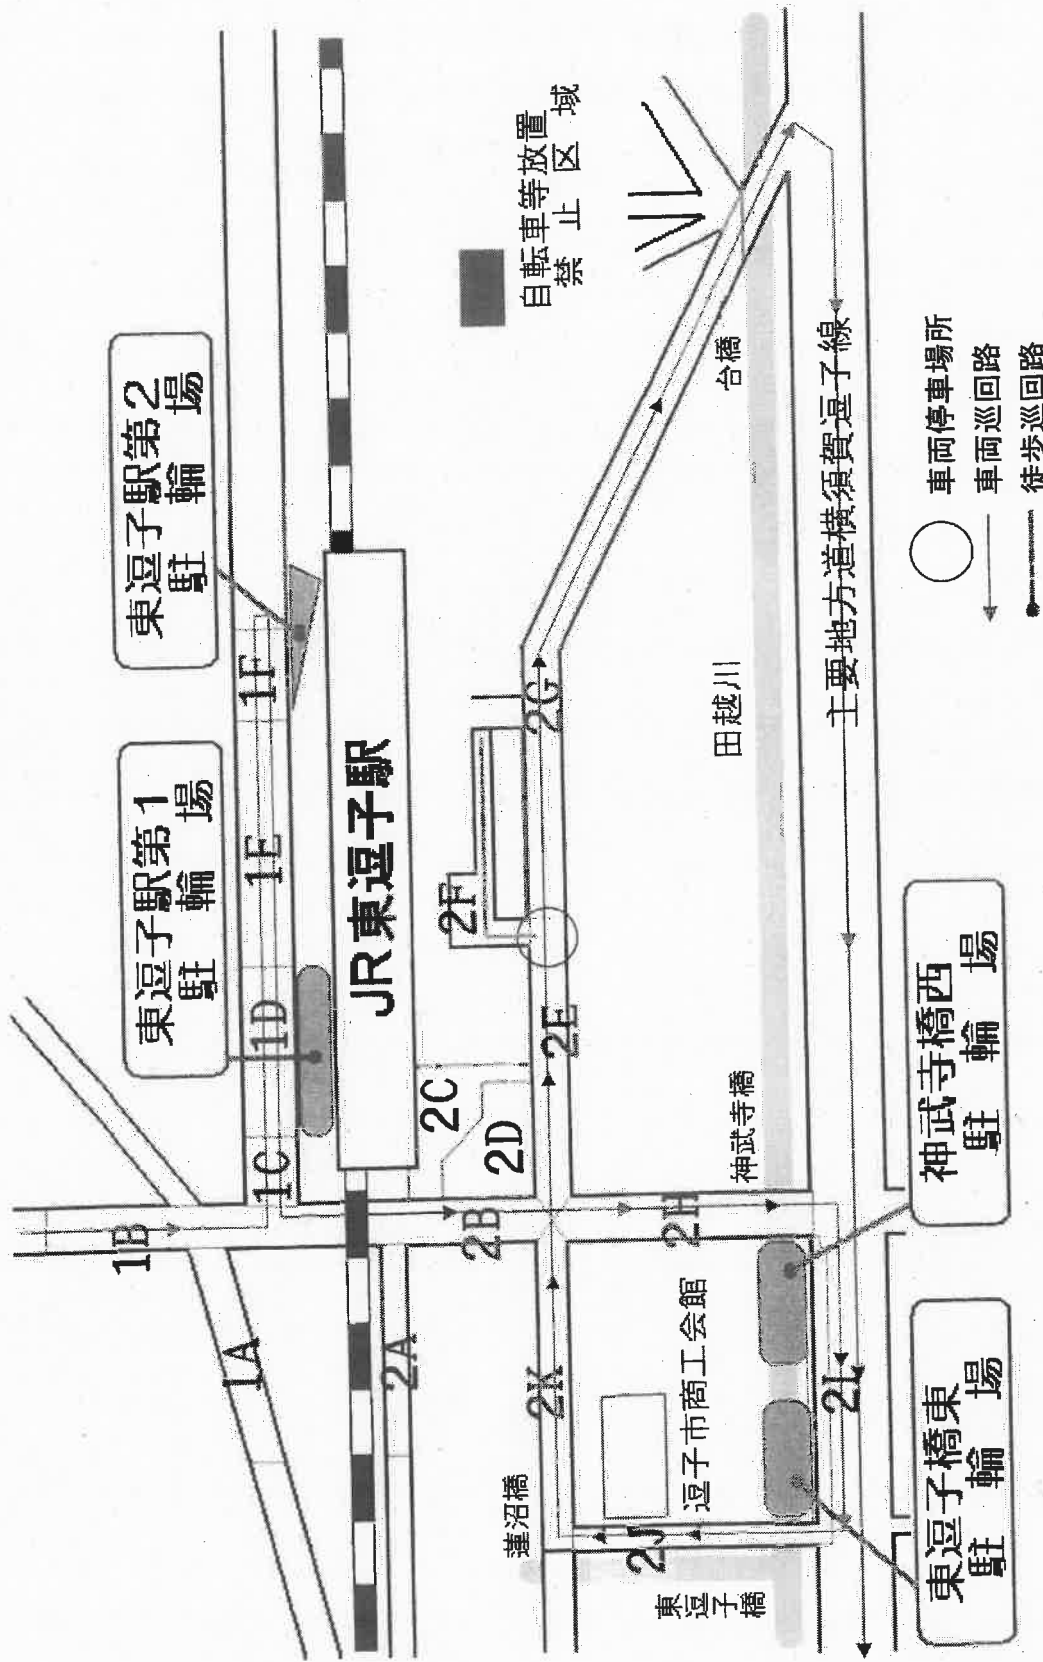 東逗子駅第2
駐輪場
東逗子駅第1
駐輪場
1A
1B
1C
1D
1E
1F
JR東逗子駅
自転車等放置
禁止区域
2A
2B
2C
2D
2E
2F
2G
2H
2K
2J
2L
蓮沼橋
逗子市商工会館
東逗子橋
神武寺橋
田越川
台橋
主要地方道横須賀逗子線
東逗子橋東
駐輪場
神武寺橋西
駐輪場
車両停車場所
車両巡回路
徒歩巡回路